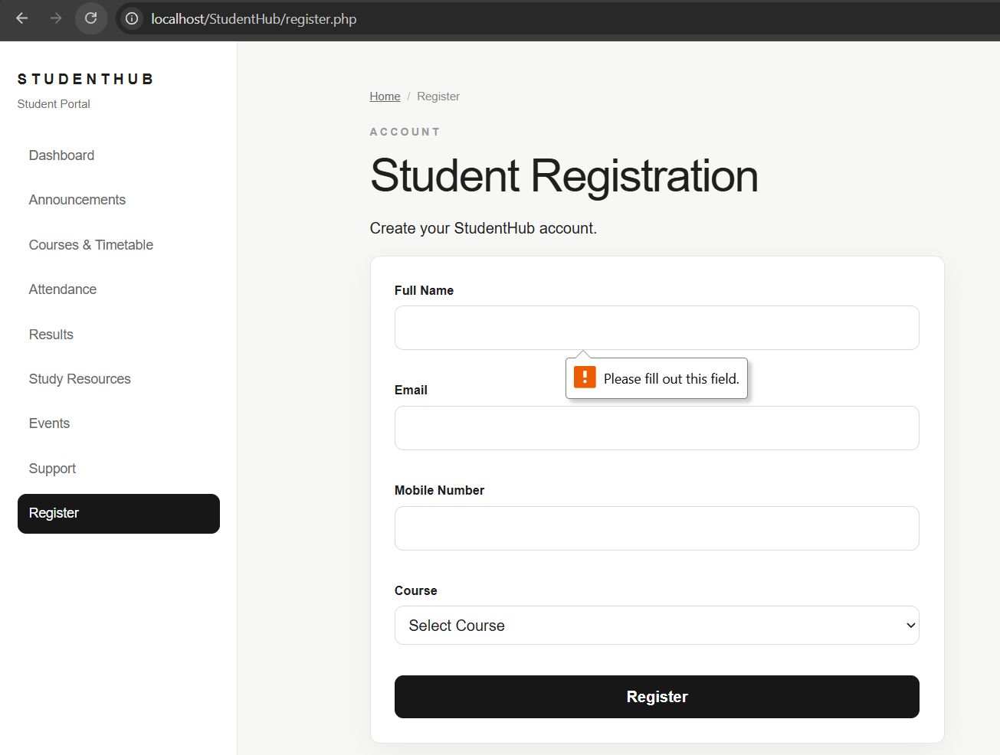 localhost/StudentHub/register.php
STUDENTHUB
Student Portal
Dashboard
Announcements
Courses & Timetable
Attendance
Results
Study Resources
Events
Support
Register
Home / Register
ACCOUNT
Student Registration
Create your StudentHub account.
Full Name
Please fill out this field.
Email
Mobile Number
Course
Select Course
Register